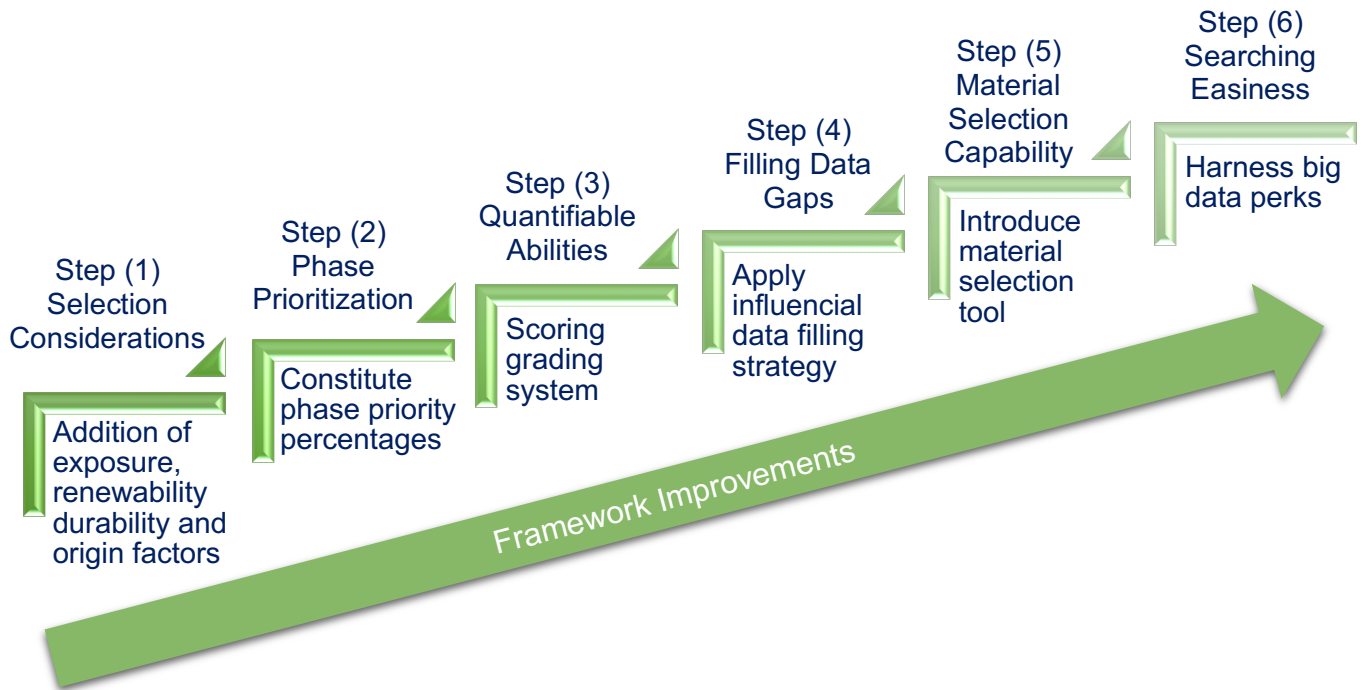 Step (1)
Selection
Considerations
Addition of
exposure,
renewability
durability and
origin factors
Step (2)
Phase
Prioritization
Constitute
phase priority
percentages
Step (3)
Quantifiable
Abilities
Scoring
grading
system
Step (4)
Filling Data
Gaps
Apply
influencial
data filling
strategy
Step (5)
Material
Selection
Capability
Introduce
material
selection
tool
Step (6)
Searching
Easiness
Harness big
data perks
Framework Improvements